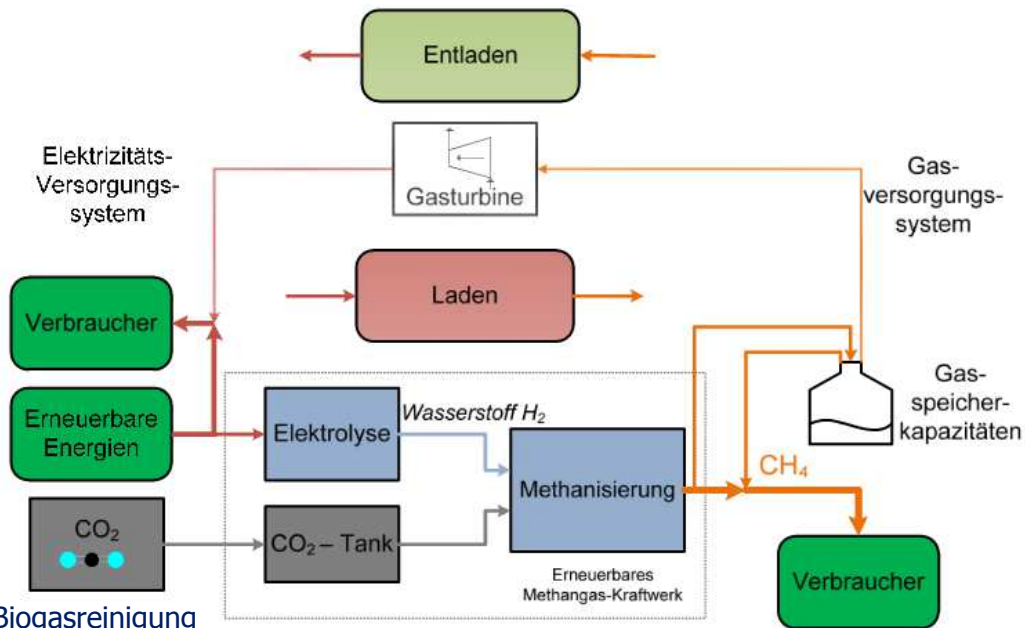 Entladen
Elektrizitäts-
Versorgungs-
system
Gasturbine
Gas-
versorgungs-
system
Laden
Verbraucher
Erneuerbare
Energien
Elektrolyse
Wasserstoff H₂
Methanisierung
Gas-
speicher-
kapazitäten
CH₄
CO₂
CO₂ – Tank
Erneuerbares
Methangas-Kraftwerk
Verbraucher
Biogasreinigung